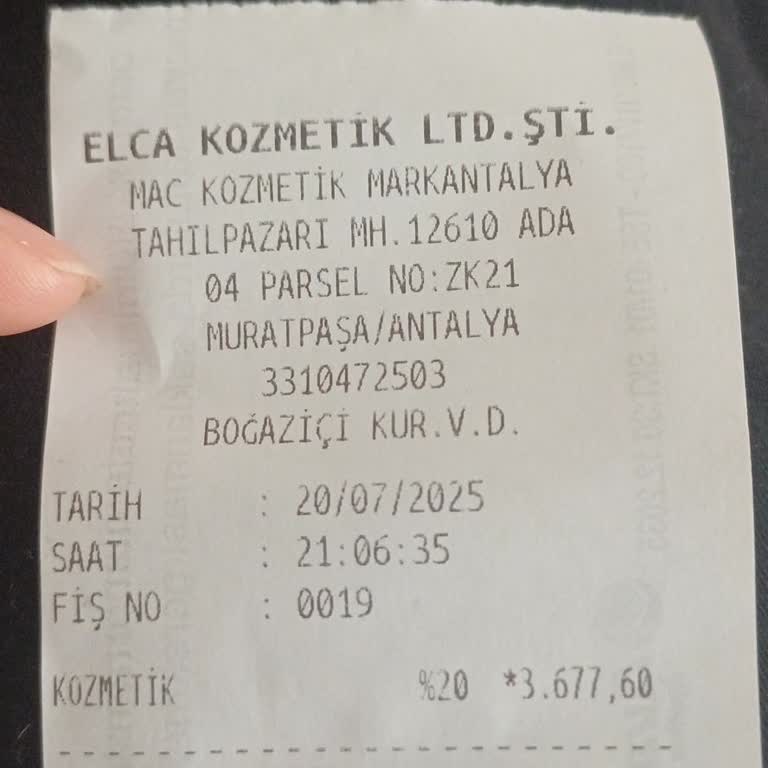 ELCA KOZMETİK LTD.ŞTİ.
MAC KOZMETİK MARKANTALYA
TAHILPAZARI MH.12610 ADA
04 PARSEL NO:ZK21
MURATPAŞA/ANTALYA
3310472503
BOĞAZİÇİ KUR.V.D.
TARİH : 20/07/2025
SAAT : 21:06:35
FİŞ NO : 0019
KOZMETİK %20 *3.677,60